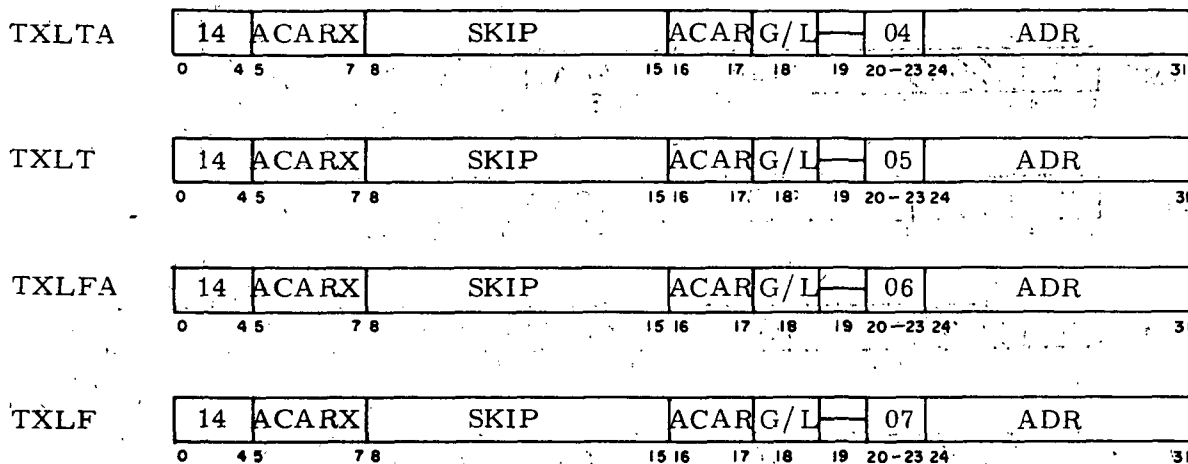 TXLTA 14 ACARX SKIP ACAR G/L 04 ADR
0 4 5 7 8 15 16 17 18 19 20-23 24 31
TXLT 14 ACARX SKIP ACAR G/L 05 ADR
0 4 5 7 8 15 16 17 18 19 20-23 24 31
TXLFA 14 ACARX SKIP ACAR G/L 06 ADR
0 4 5 7 8 15 16 17 18 19 20-23 24 31
TXLF 14 ACARX SKIP ACAR G/L 07 ADR
0 4 5 7 8 15 16 17 18 19 20-23 24 31